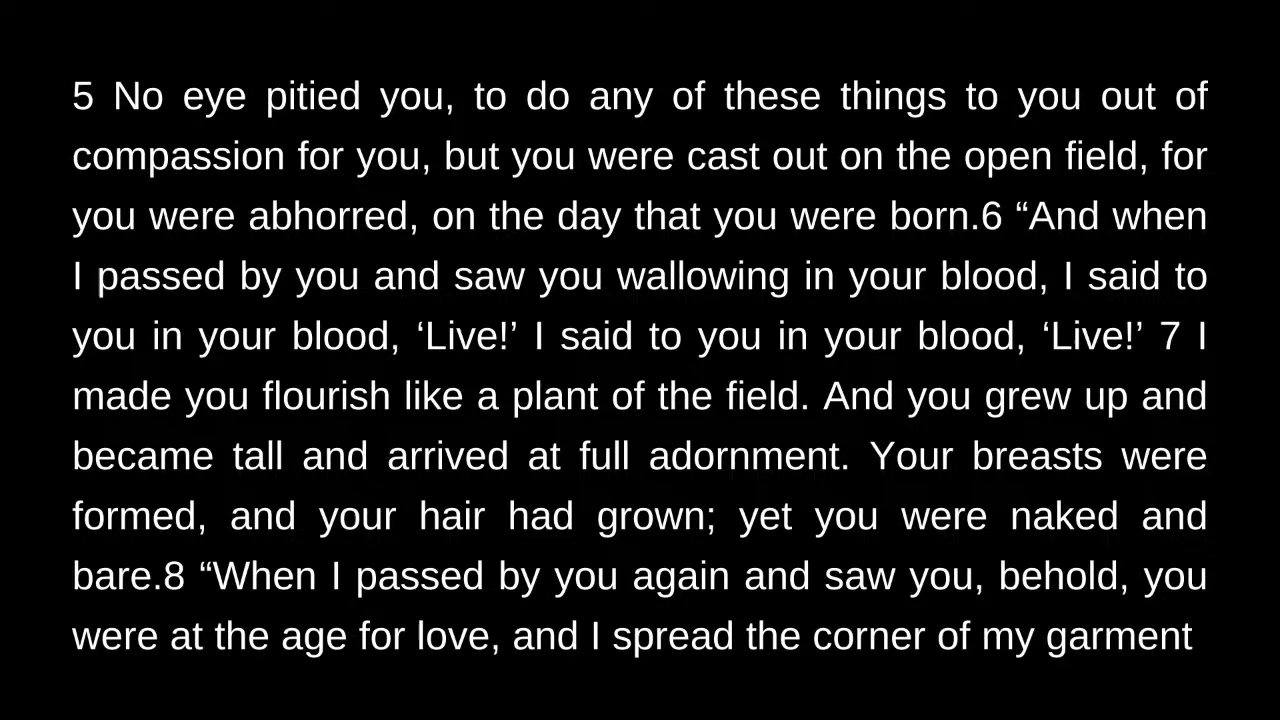 5 No eye pitied you, to do any of these things to you out of
compassion for you, but you were cast out on the open field, for
you were abhorred, on the day that you were born.6 “And when
I passed by you and saw you wallowing in your blood, I said to
you in your blood, ‘Live!’ I said to you in your blood, ‘Live!’ 7 I
made you flourish like a plant of the field. And you grew up and
became tall and arrived at full adornment. Your breasts were
formed, and your hair had grown; yet you were naked and
bare.8 “When I passed by you again and saw you, behold, you
were at the age for love, and I spread the corner of my garment